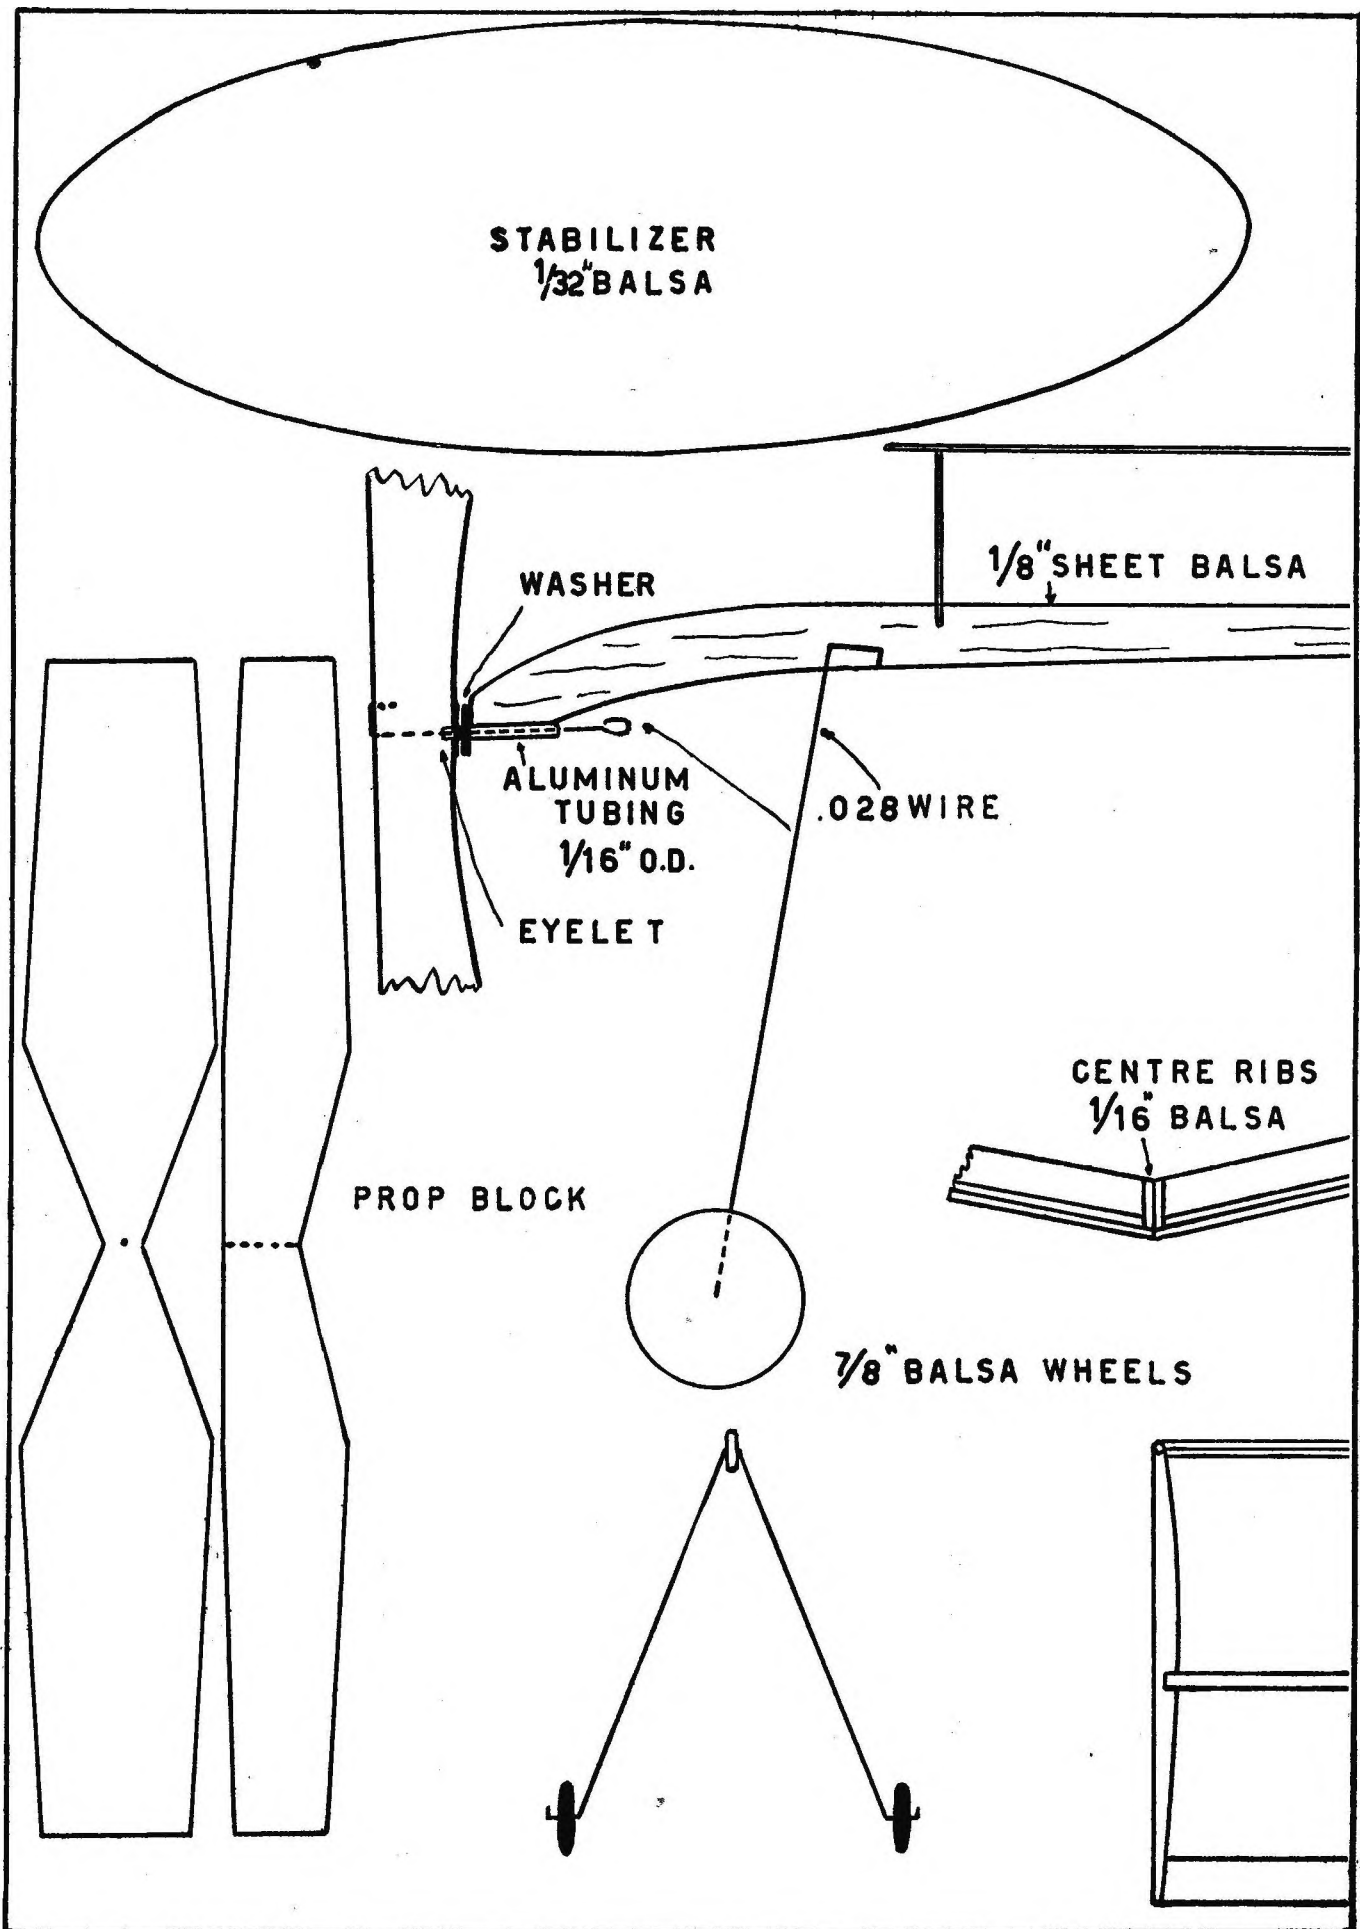 STABILIZER
1/32" BALSA
1/8" SHEET BALSA
WASHER
ALUMINUM
TUBING
1/16" O.D.
.028 WIRE
EYELET
CENTRE RIBS
1/16" BALSA
PROP BLOCK
7/8" BALSA WHEELS